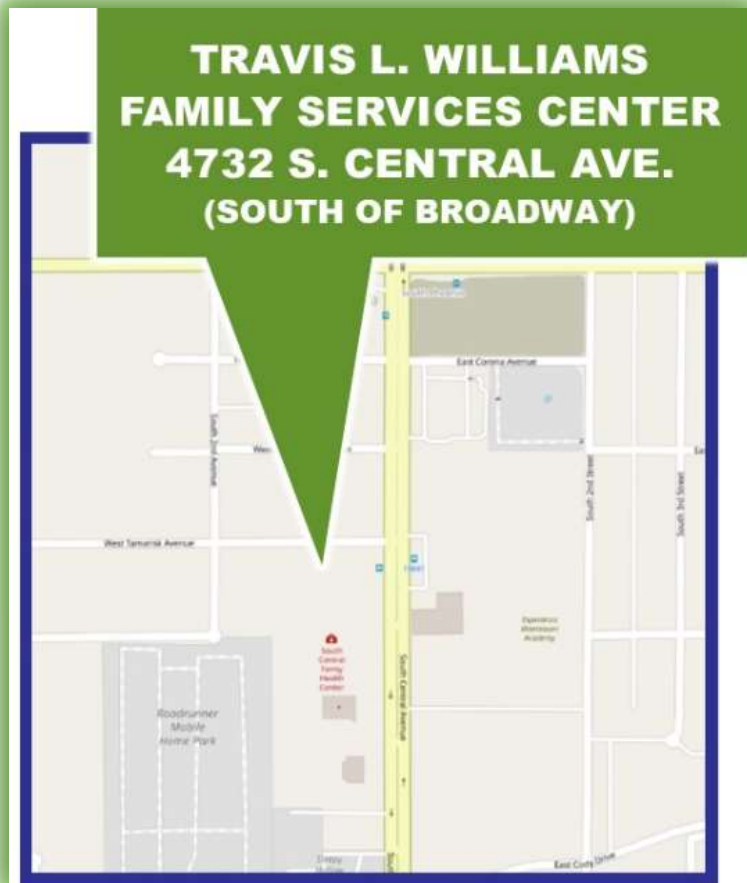 TRAVIS L. WILLIAMS
FAMILY SERVICES CENTER
4732 S. CENTRAL AVE.
(SOUTH OF BROADWAY)
East Corona Avenue
South 2nd Avenue
West Tamarisk Avenue
South 2nd Street
South 3rd Street
South
Central
Family
Health
Center
Esperanza
Montessori
Academy
South Central Avenue
Roadrunner
Mobile
Home Park
East Cody Drive